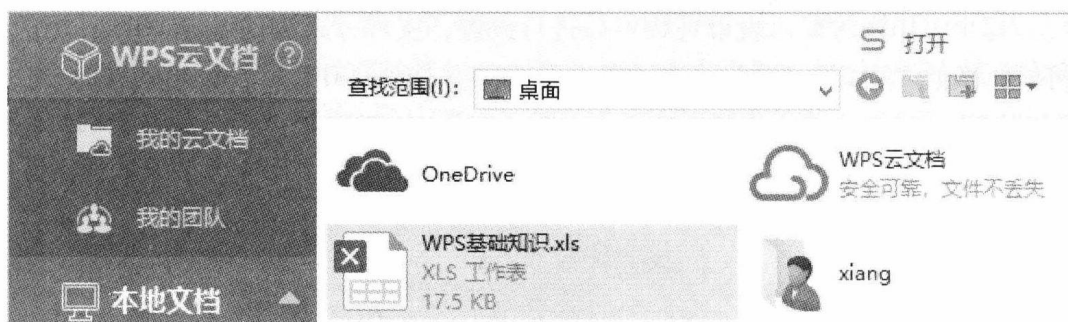 WPS云文档
我的云文档
我的团队
本地文档
打开
查找范围(I): 桌面
OneDrive
WPS云文档
安全可靠，文件不丢失
WPS基础知识.xls
XLS 工作表
17.5 KB
xiang